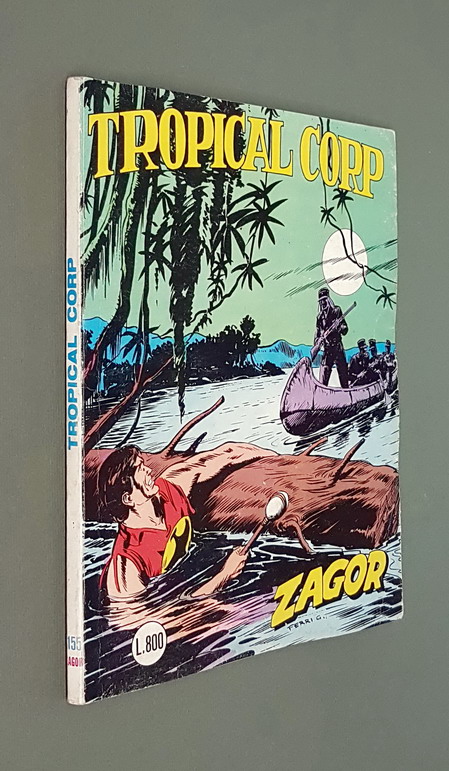 TROPICAL CORP
ZAGOR
FERRI G.
L.800
TROPICAL CORP
155
ZAGOR